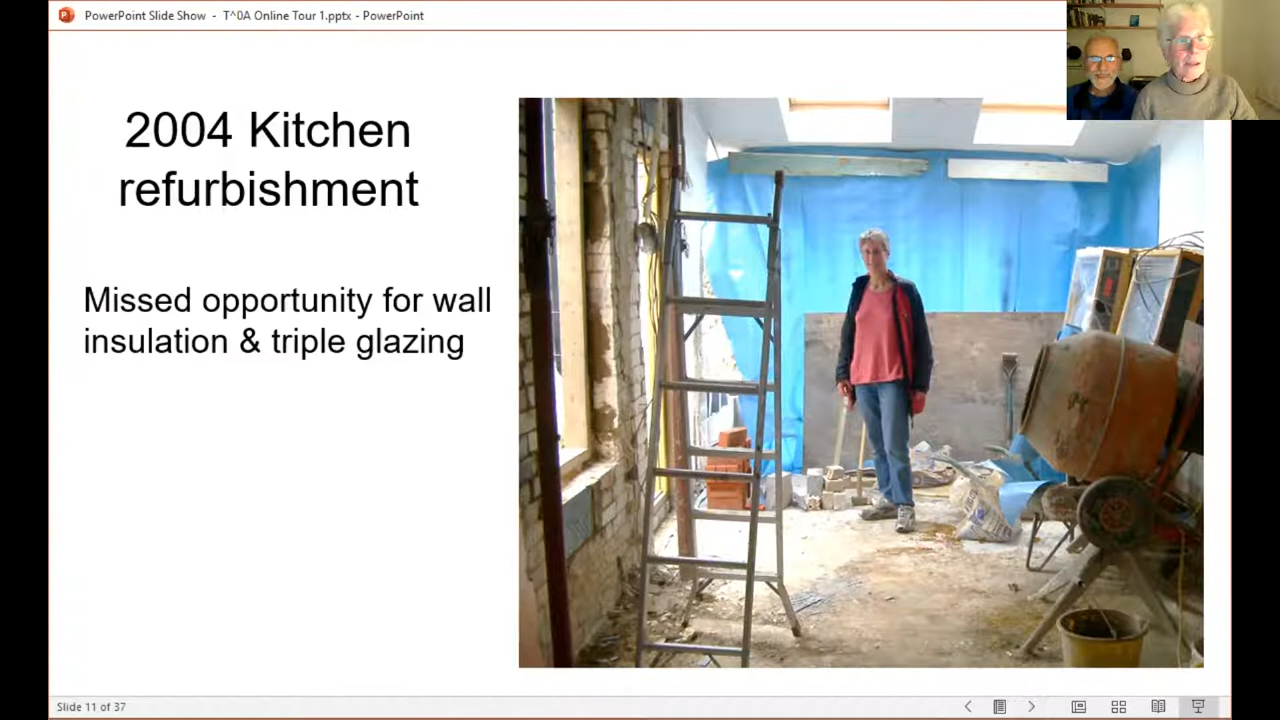 PowerPoint Slide Show - T^0A Online Tour 1.pptx - PowerPoint
2004 Kitchen
refurbishment
Missed opportunity for wall
insulation & triple glazing
Slide 11 of 37